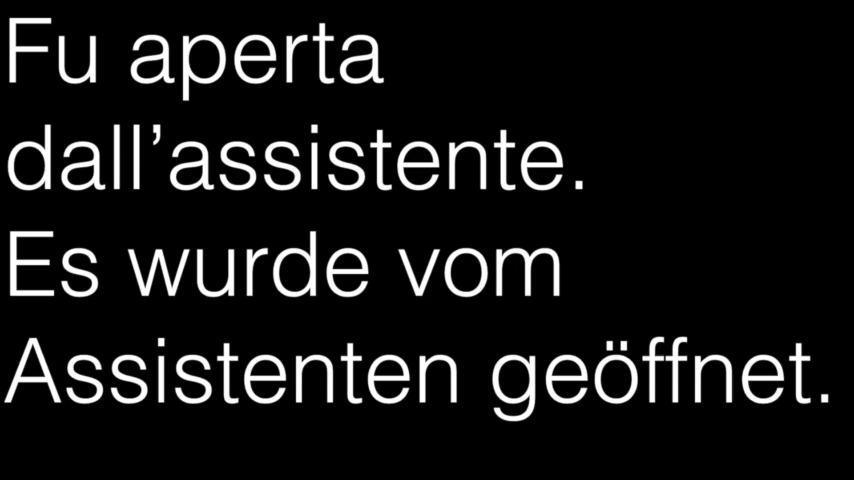 Fu aperta
dall’assistente.
Es wurde vom
Assistenten geöffnet.